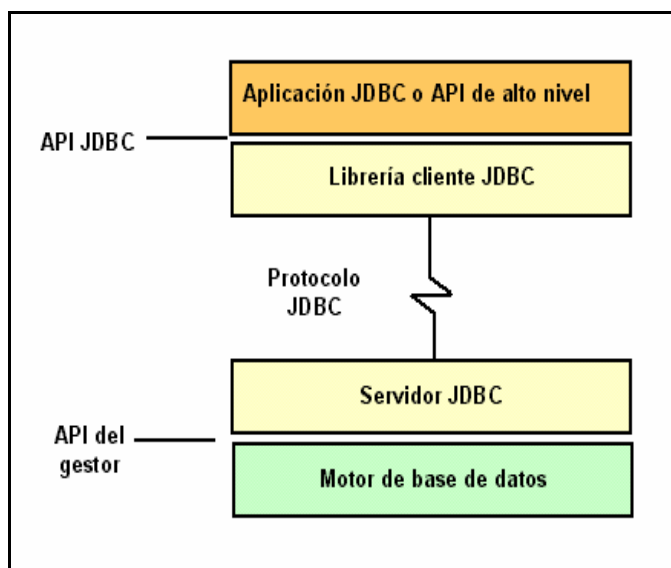 Aplicación JDBC o API de alto nivel
API JDBC
Librería cliente JDBC
Protocolo
JDBC
Servidor JDBC
API del
gestor
Motor de base de datos